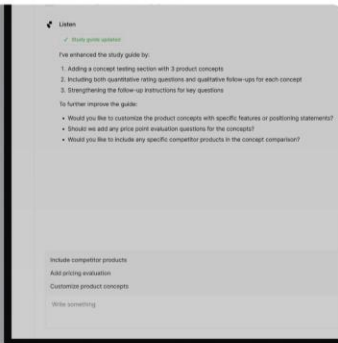 Listen
✓ Study guide updated
I've enhanced the study guide by:
1. Adding a concept testing section with 3 product concepts
2. Including both quantitative rating questions and qualitative follow-ups for each concept
3. Strengthening the follow-up instructions for key questions
To further improve the guide:
• Would you like to customize the product concepts with specific features or positioning statements?
• Should we add any price point evaluation questions for the concepts?
• Would you like to include any specific competitor products in the concept comparison?
Include competitor products
Add pricing evaluation
Customize product concepts
Write something